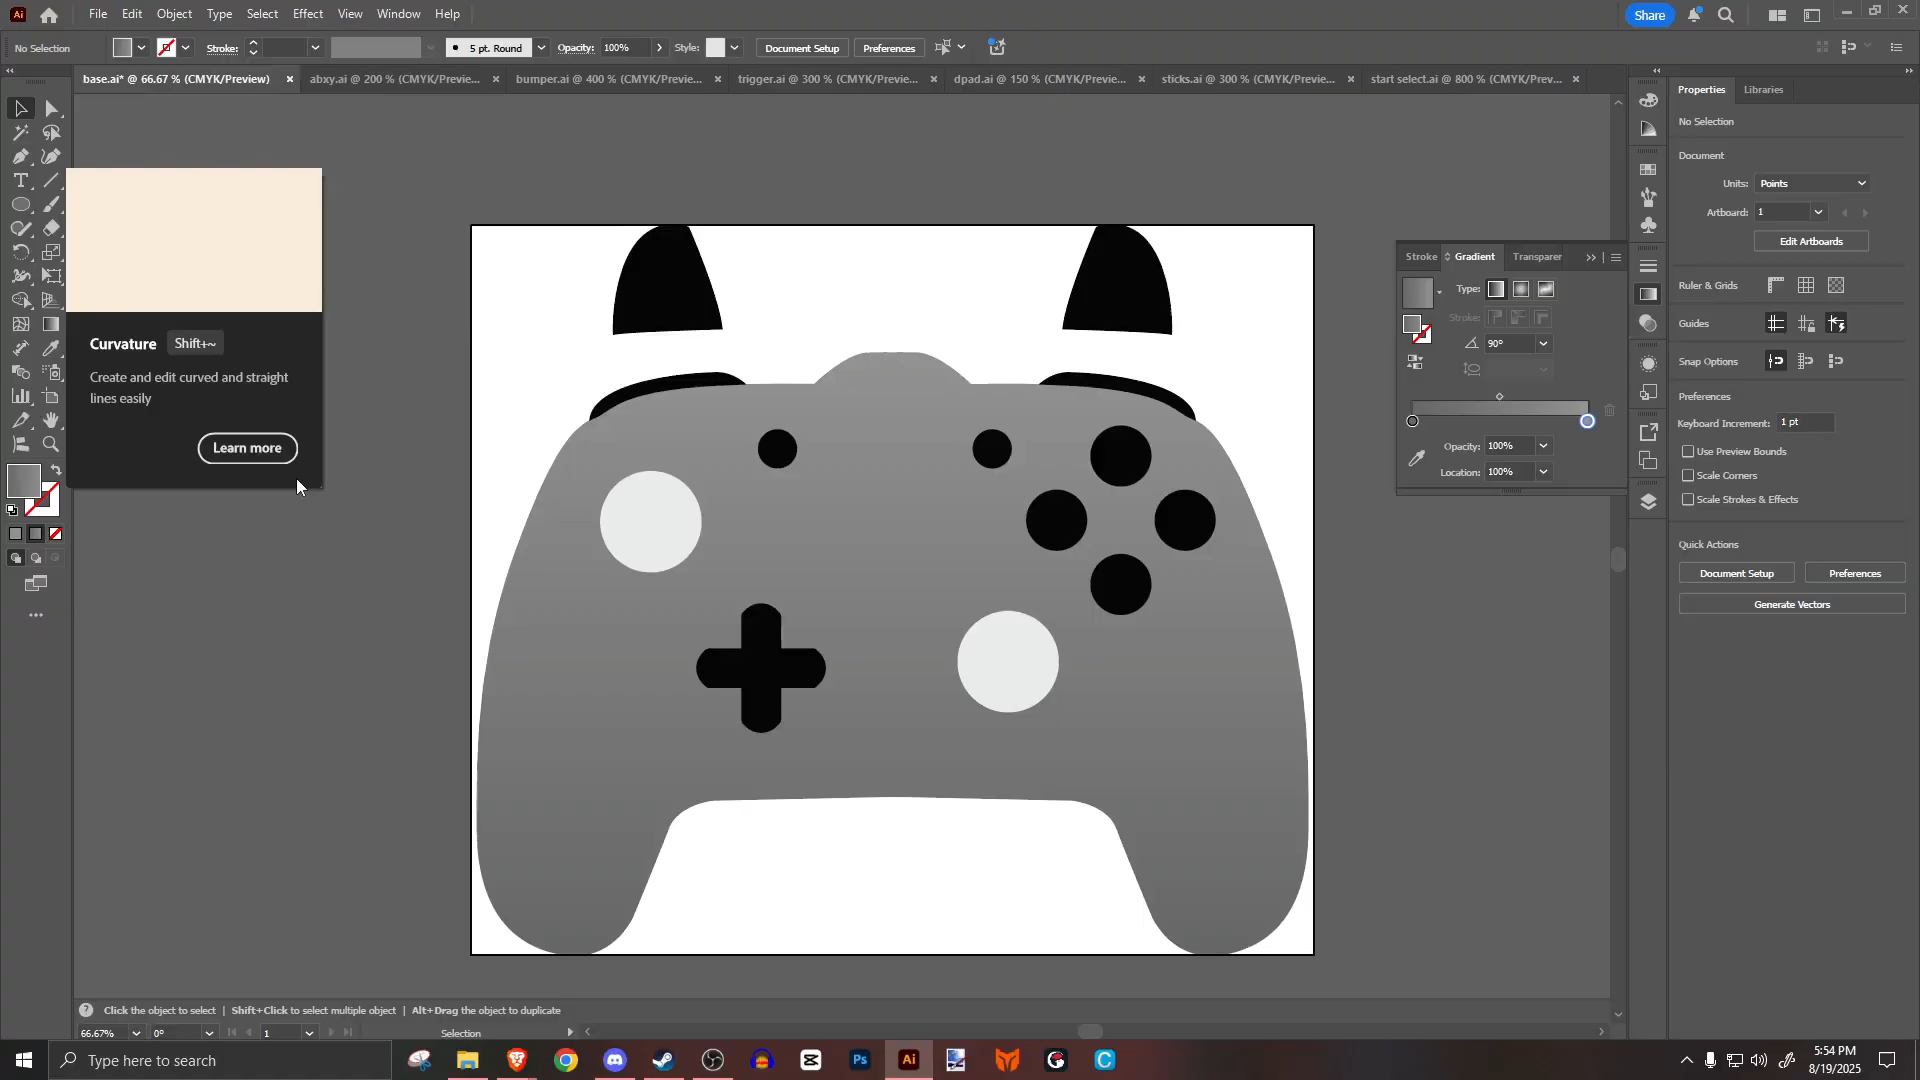 Ai File Edit Object Type Select Effect View Window Help Share
No Selection Stroke: 5 pt. Round Opacity: 100% Style: Document Setup Preferences
base.ai* @ 66.67 % (CMYK/Preview) abxy.ai @ 200 % (CMYK/Previe... bumper.ai @ 400 % (CMYK/Previe... trigger.ai @ 300 % (CMYK/Previe... dpad.ai @ 150 % (CMYK/Previe... sticks.ai @ 300 % (CMYK/Previe... start select.ai @ 800 % (CMYK/Prev...
Curvature Shift+~
Create and edit curved and straight
lines easily
Learn more
Stroke Gradient Transparer
Type:
Stroke:
90°
Opacity: 100%
Location: 100%
Properties Libraries
No Selection
Document
Units: Points
Artboard: 1
Edit Artboards
Ruler & Grids
Guides
Snap Options
Preferences
Keyboard Increment: 1 pt
Use Preview Bounds
Scale Corners
Scale Strokes & Effects
Quick Actions
Document Setup Preferences
Generate Vectors
Click the object to select | Shift+Click to select multiple object | Alt+Drag the object to duplicate
66.67% 0° 1 Selection
Type here to search
Ps Ai
5:54 PM
8/19/2025